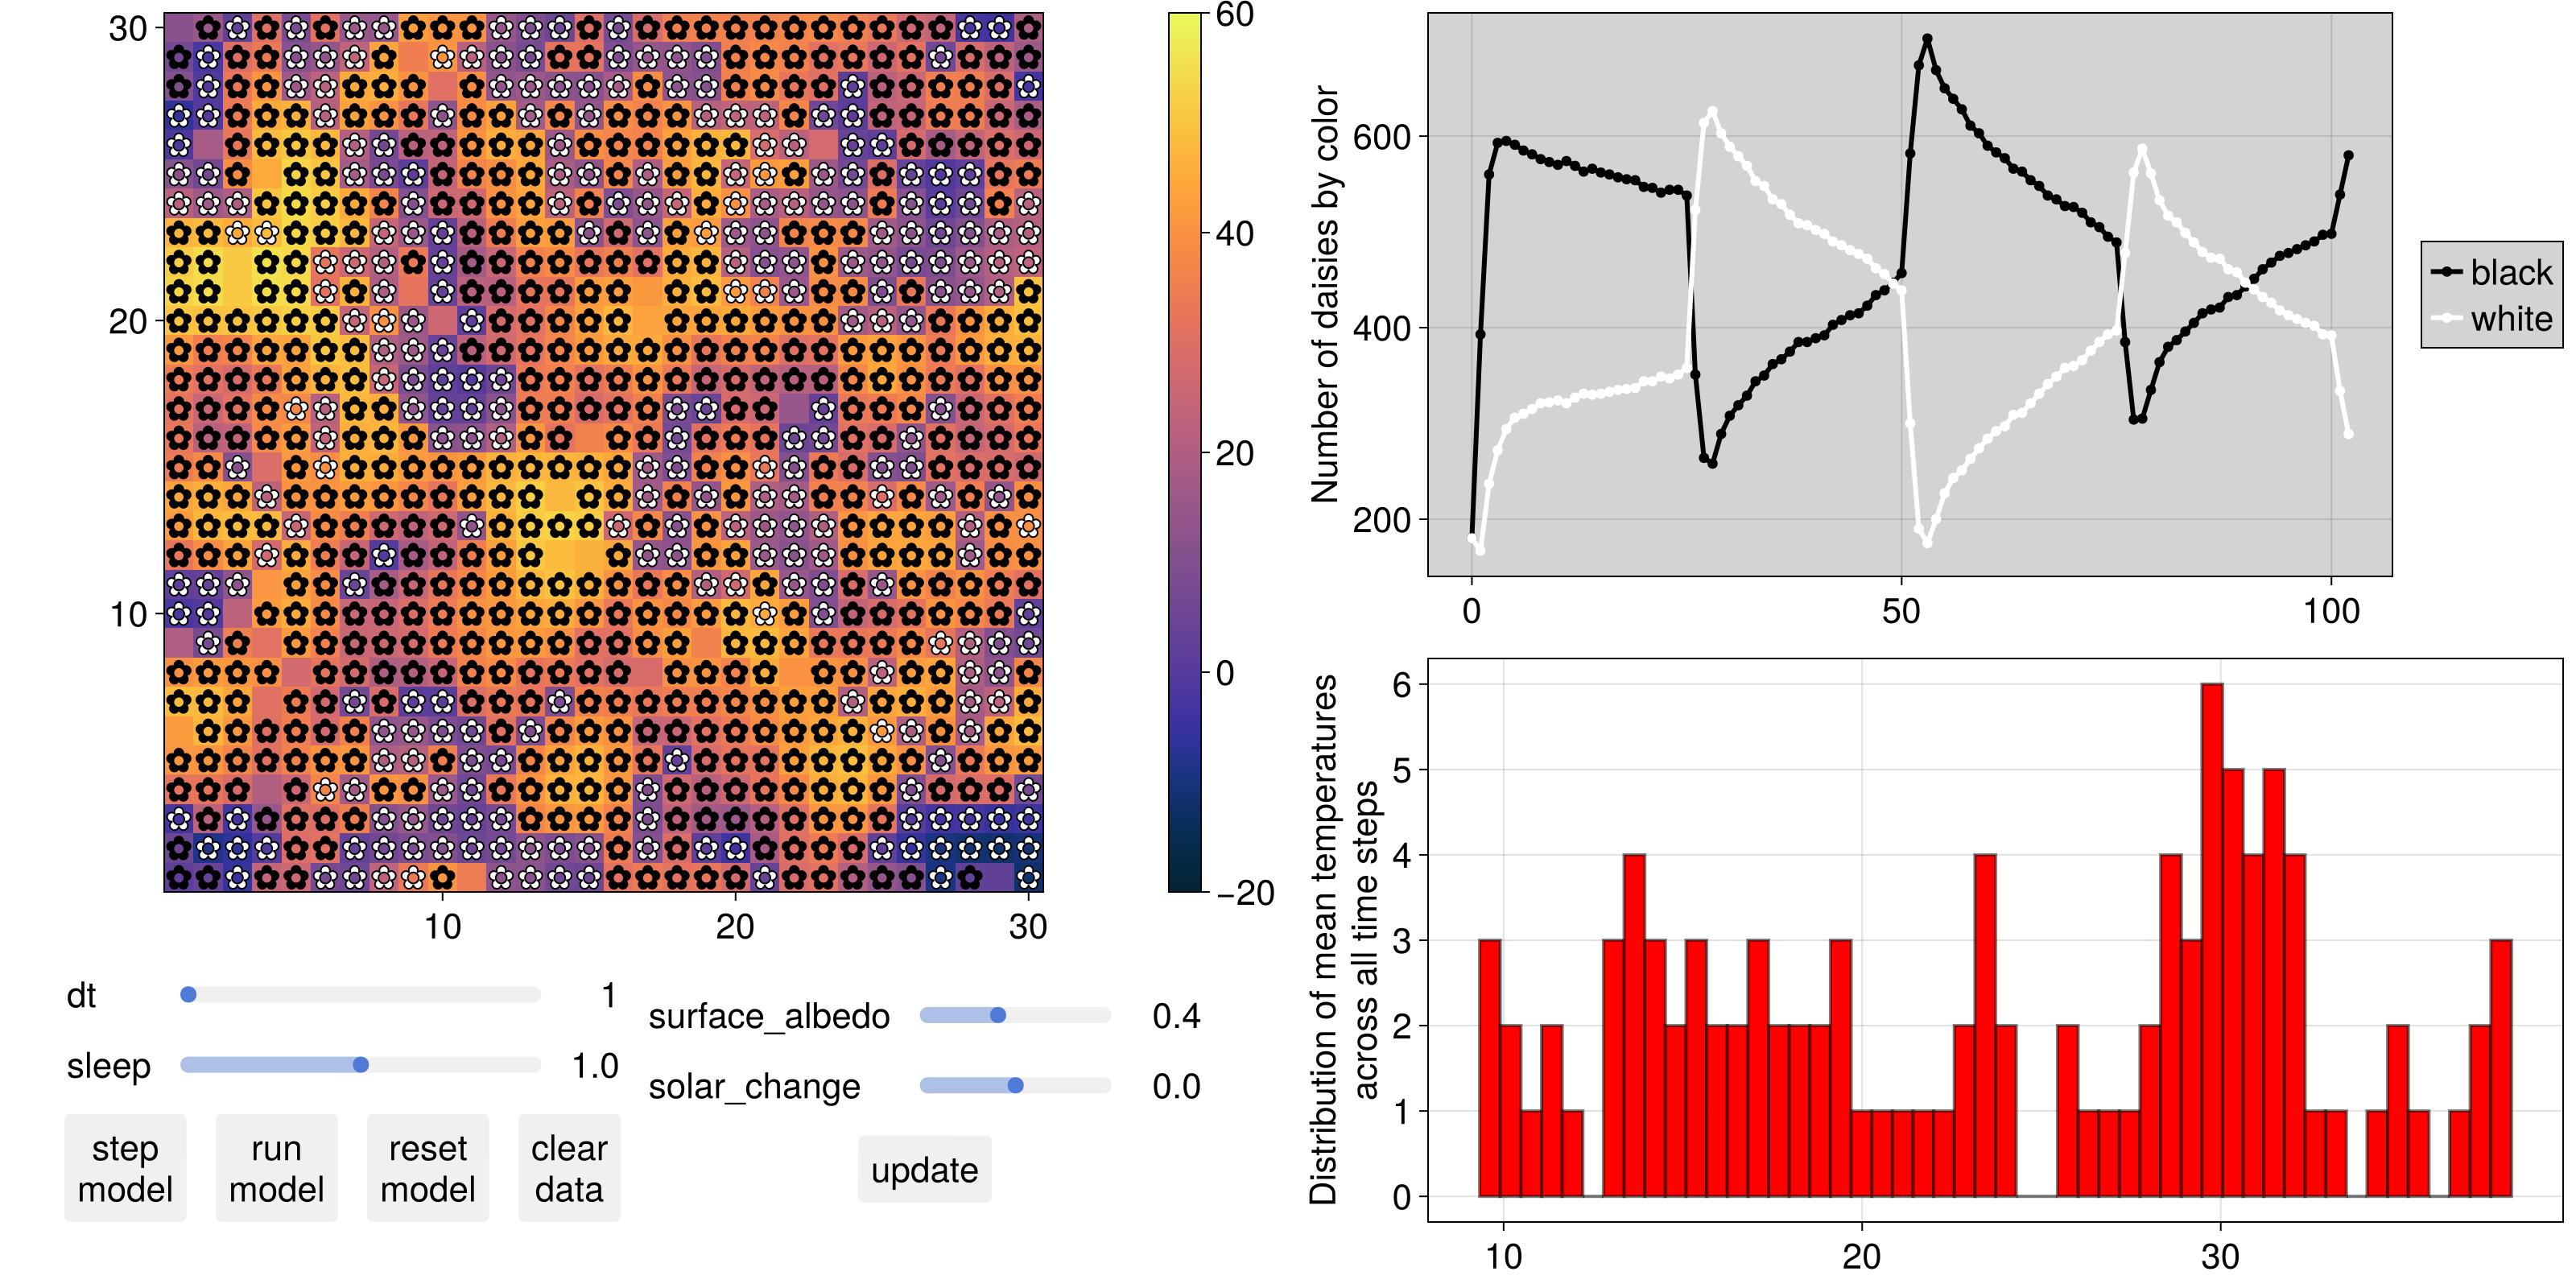 30
20
10
10
20
30
60
40
20
0
−20
Number of daisies by color
600
400
200
0
50
100
black
white
Distribution of mean temperatures
across all time steps
6
5
4
3
2
1
0
10
20
30
dt
1
sleep
1.0
surface_albedo
0.4
solar_change
0.0
step
model
run
model
reset
model
clear
data
update